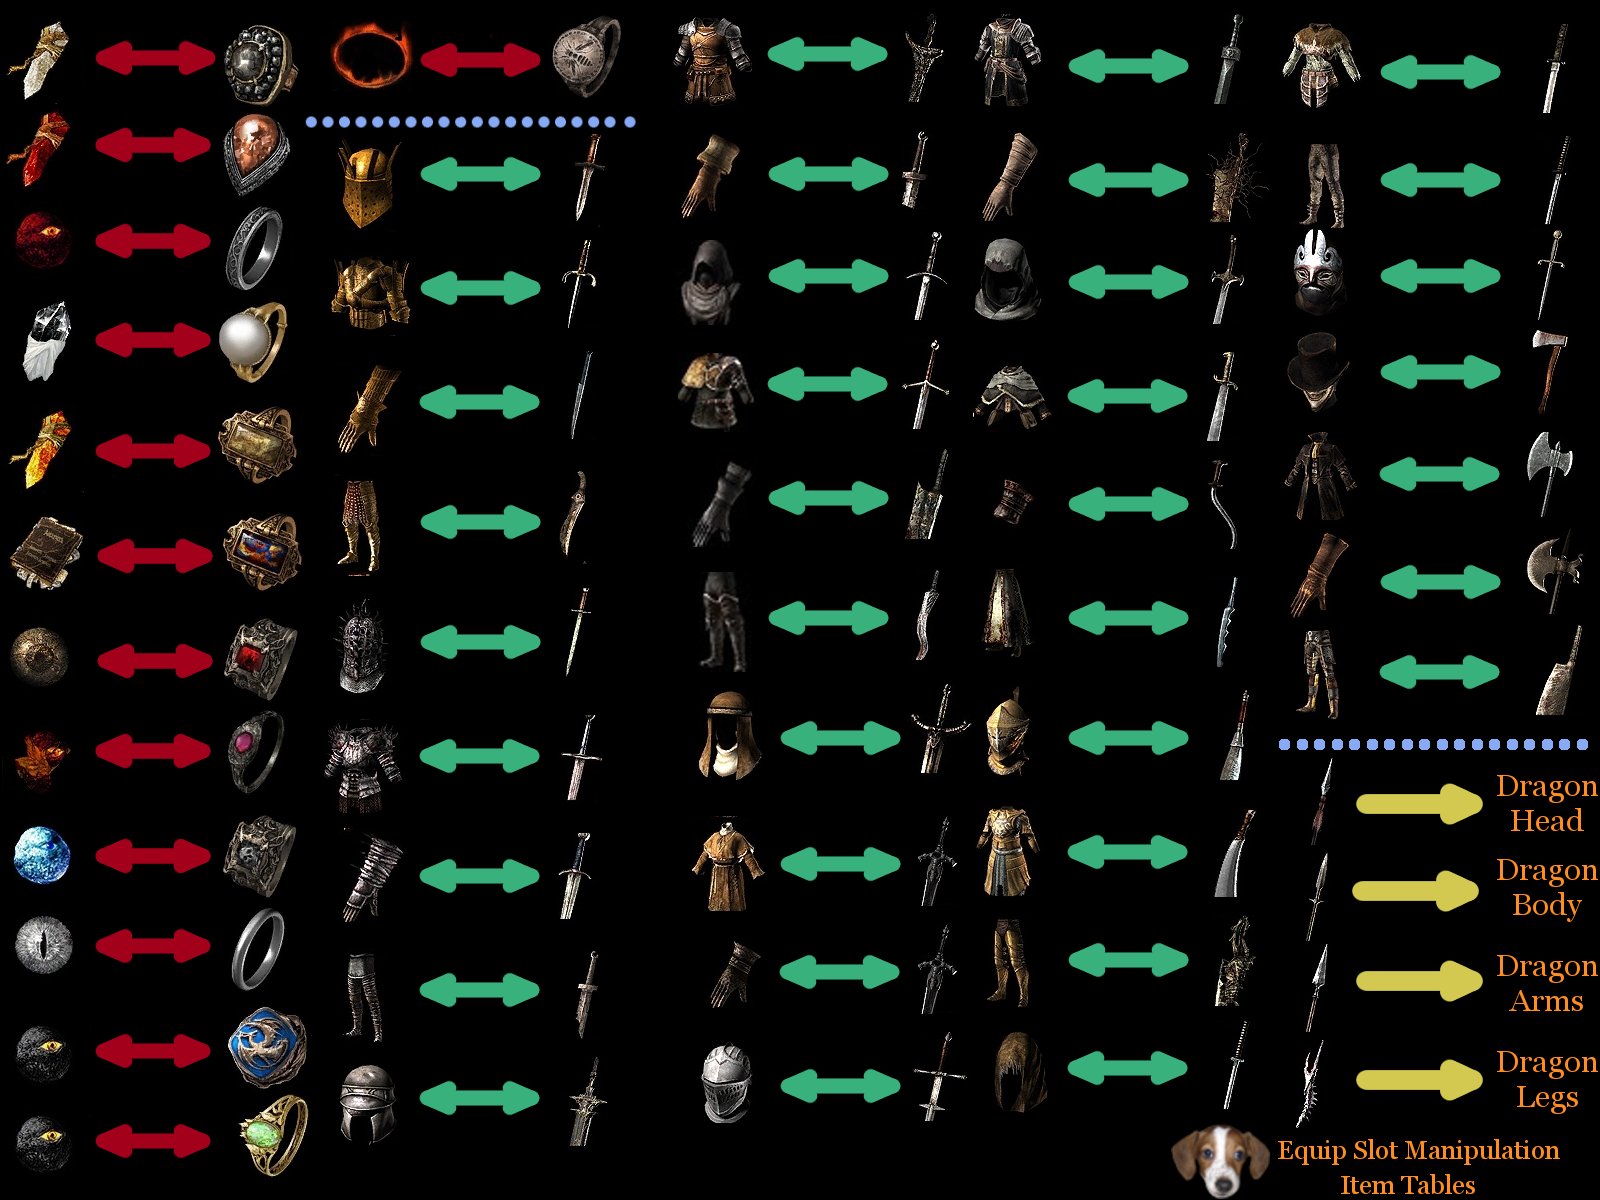 Dragon
Head
Dragon
Body
Dragon
Arms
Dragon
Legs
Equip Slot Manipulation
Item Tables